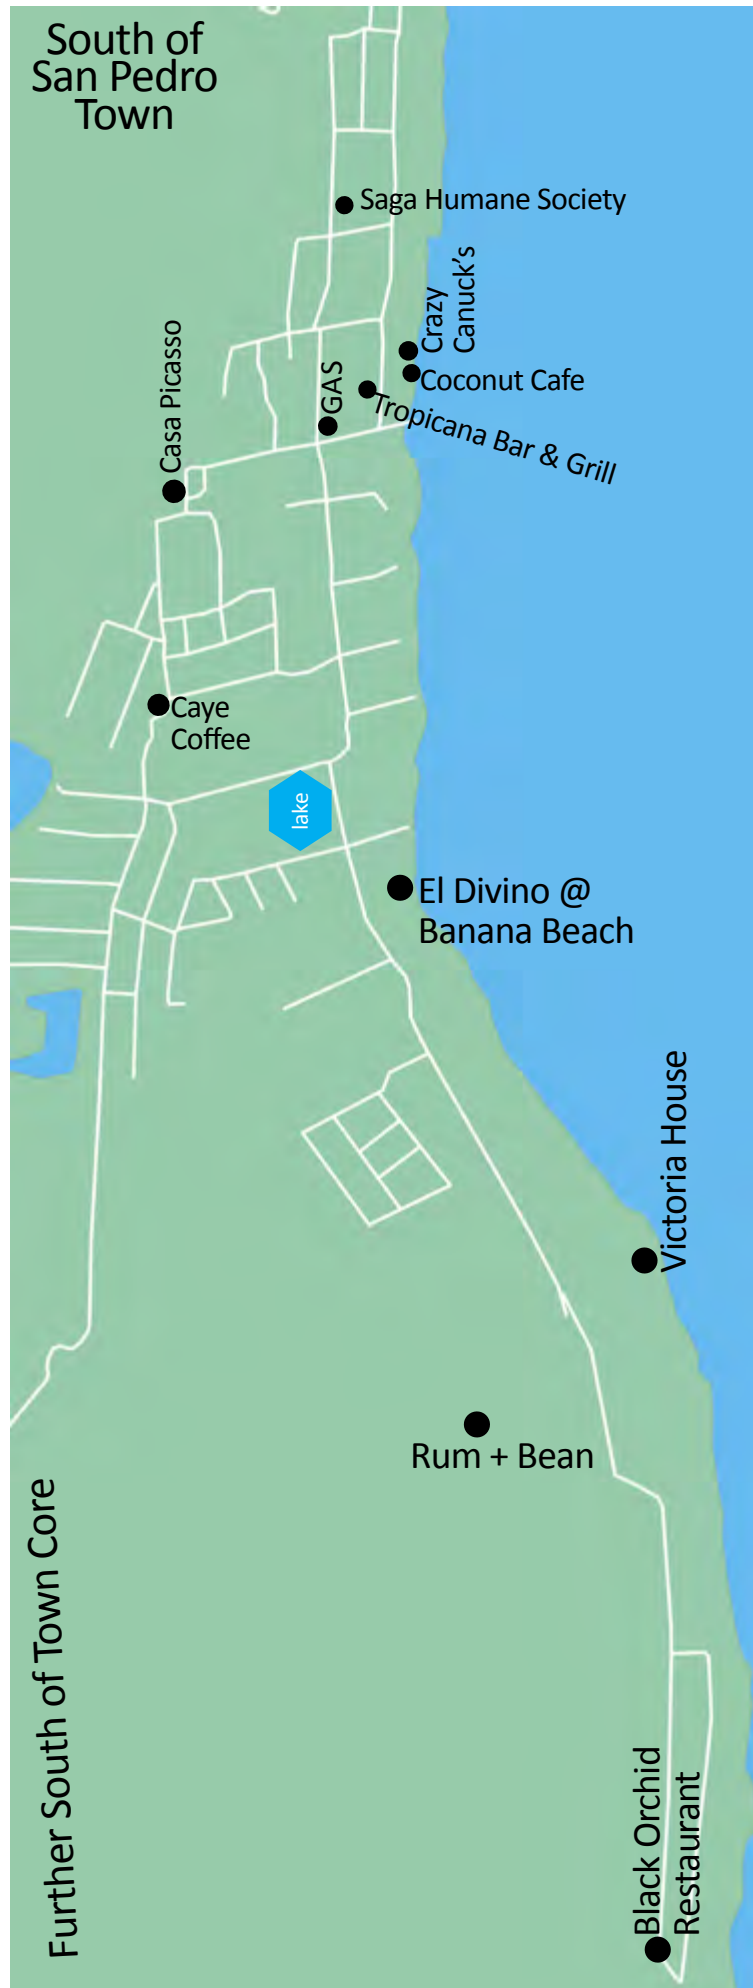 South of
San Pedro
Town
Saga Humane Society
Crazy
Canuck's
Coconut Cafe
Tropicana Bar & Grill
GAS
Casa Picasso
Caye
Coffee
lake
El Divino @
Banana Beach
Victoria House
Rum + Bean
Further South of Town Core
Black Orchid
Restaurant